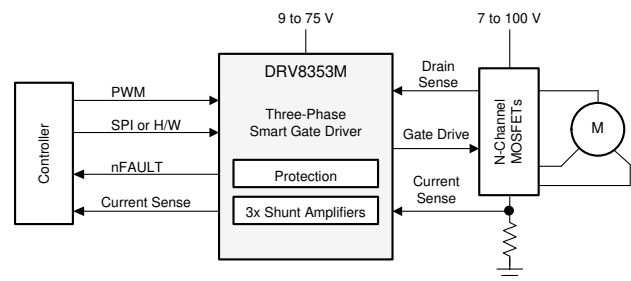 9 to 75 V
7 to 100 V
DRV8353M
Three-Phase
Smart Gate Driver
Protection
3x Shunt Amplifiers
Controller
PWM
SPI or H/W
nFAULT
Current Sense
Drain
Sense
Gate Drive
Current
Sense
N-Channel
MOSFETs
M